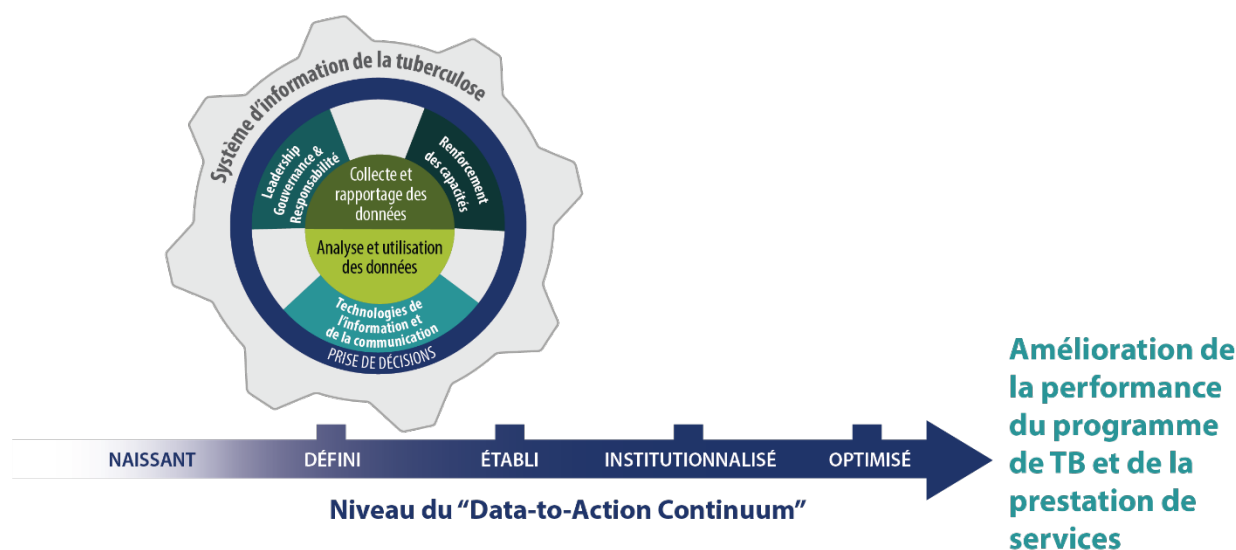 Système d'information de la tuberculose
Leadership
Gouvernance &
Responsabilité
Renforcement
des capacités
Collecte et
rapportage des
données
Analyse et utilisation
des données
Technologies de
l'information et
de la communication
PRISE DE DÉCISIONS
NAISSANT
DÉFINI
ÉTABLI
INSTITUTIONNALISÉ
OPTIMISÉ
Niveau du “Data-to-Action Continuum”
Amélioration de
la performance
du programme
de TB et de la
prestation de
services